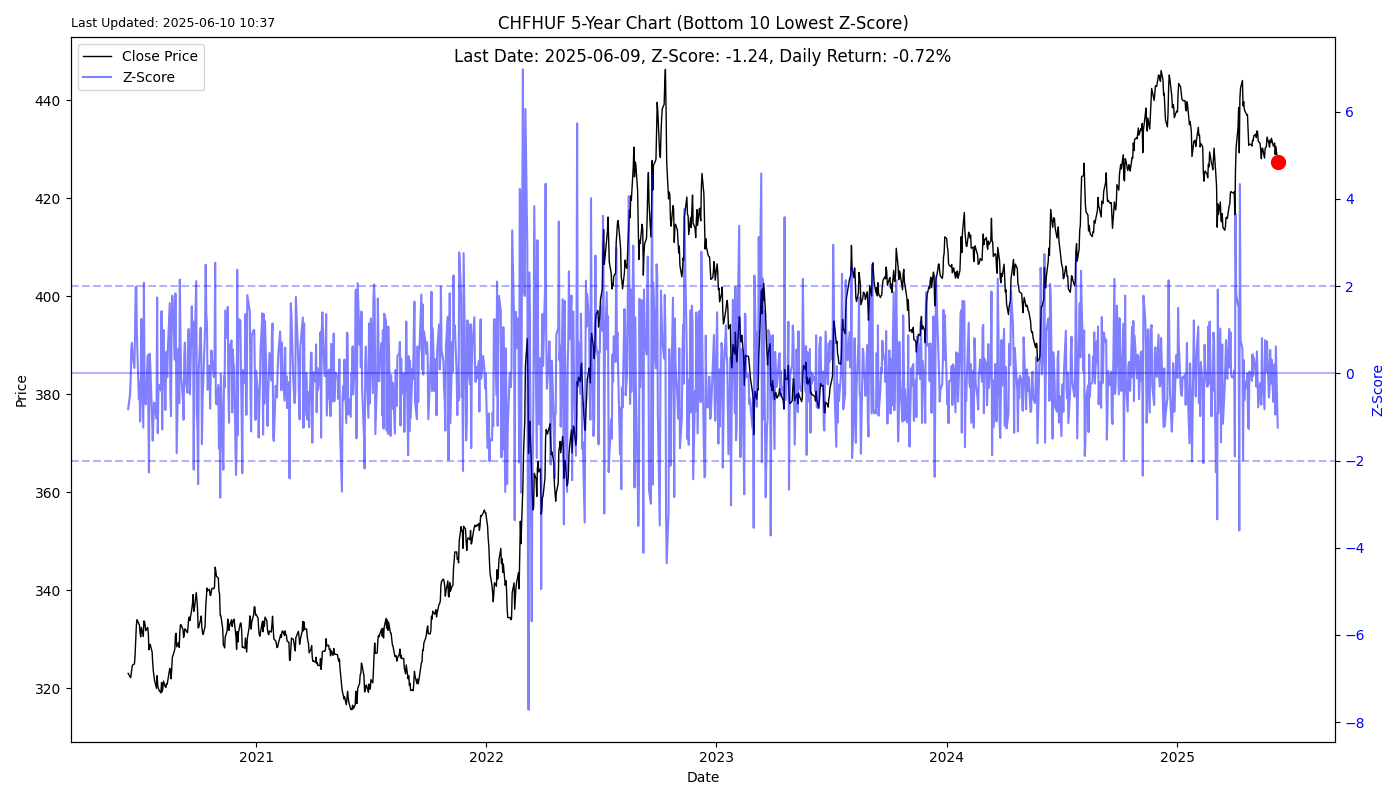 Last Updated: 2025-06-10 10:37
CHFHUF 5-Year Chart (Bottom 10 Lowest Z-Score)
Last Date: 2025-06-09, Z-Score: -1.24, Daily Return: -0.72%
Close Price
Z-Score
440
420
400
380
360
340
320
Price
6
4
2
0
−2
−4
−6
−8
Z-Score
2021
2022
2023
2024
2025
Date